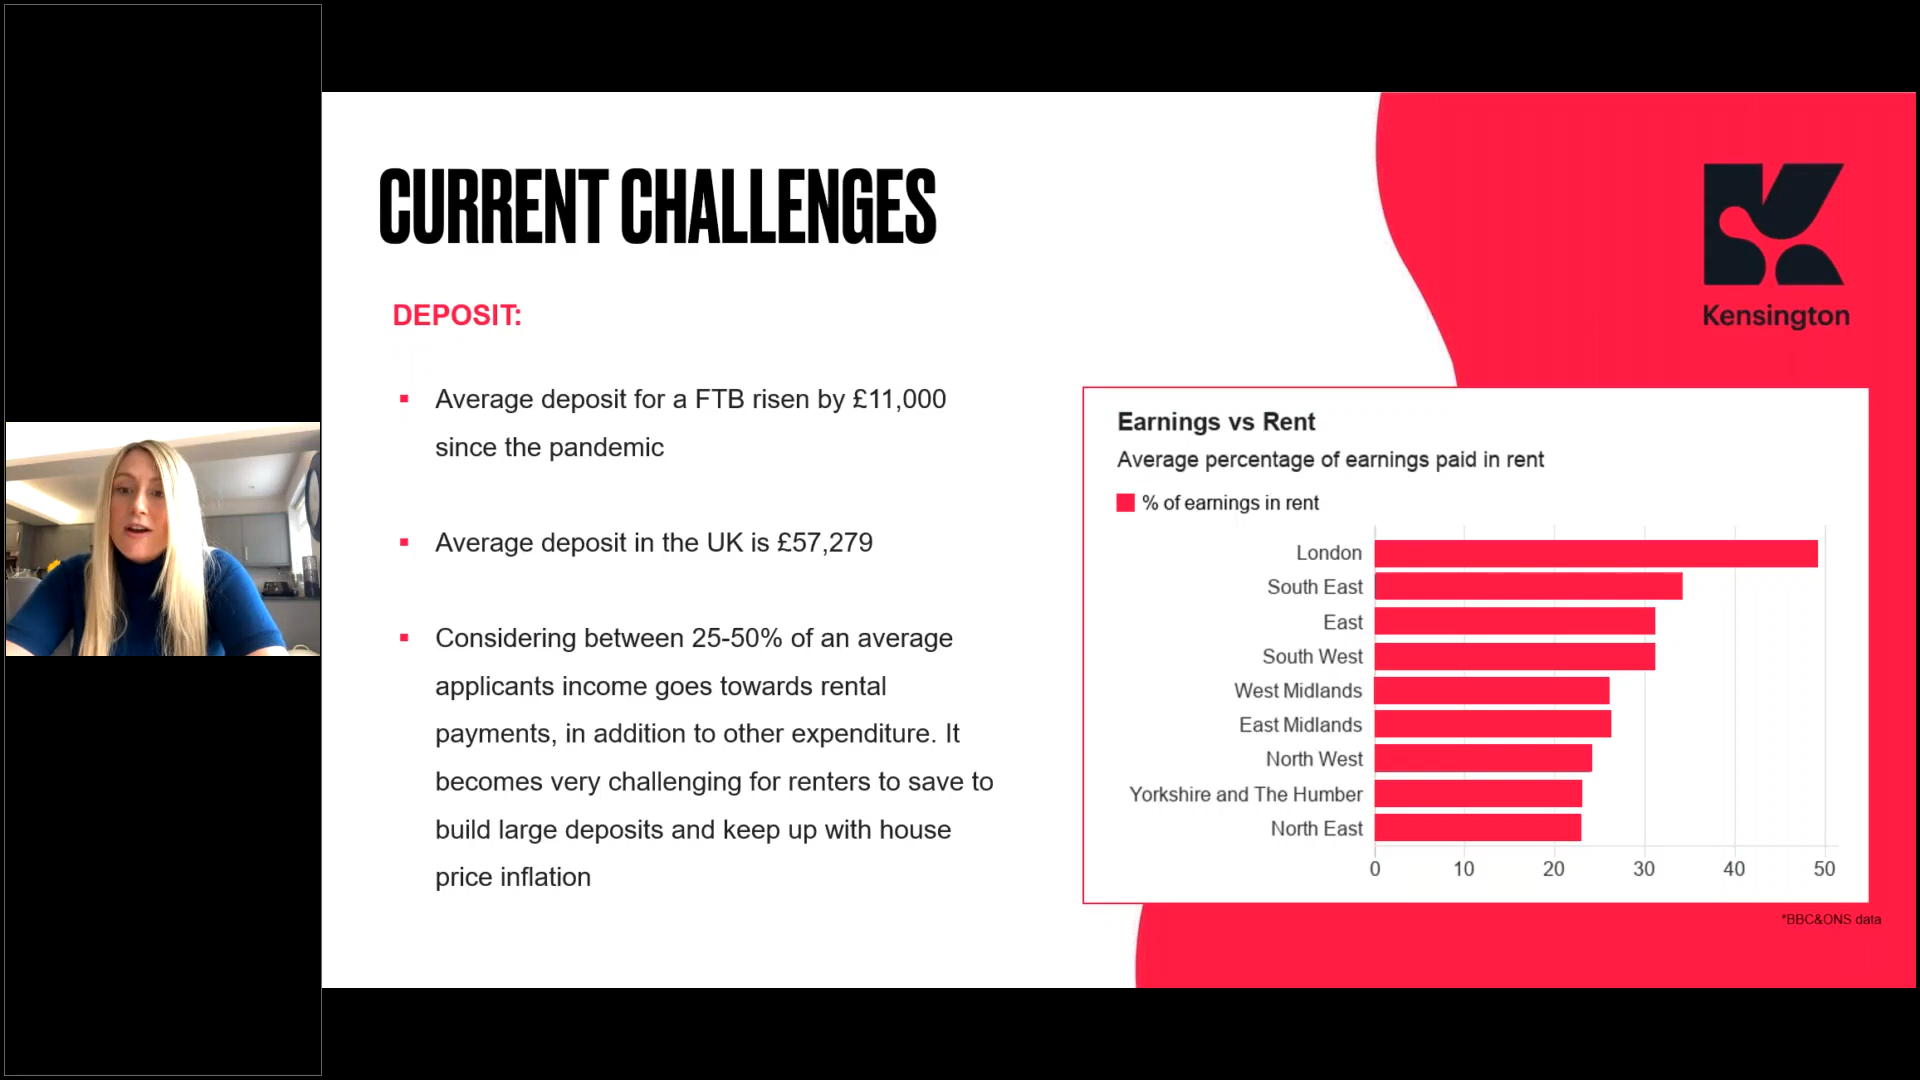 CURRENT CHALLENGES
DEPOSIT:
▪ Average deposit for a FTB risen by £11,000
since the pandemic
▪ Average deposit in the UK is £57,279
▪ Considering between 25-50% of an average
applicants income goes towards rental
payments, in addition to other expenditure. It
becomes very challenging for renters to save to
build large deposits and keep up with house
price inflation
Kensington
Earnings vs Rent
Average percentage of earnings paid in rent
% of earnings in rent
London
South East
East
South West
West Midlands
East Midlands
North West
Yorkshire and The Humber
North East
0 10 20 30 40 50
*BBC&ONS data